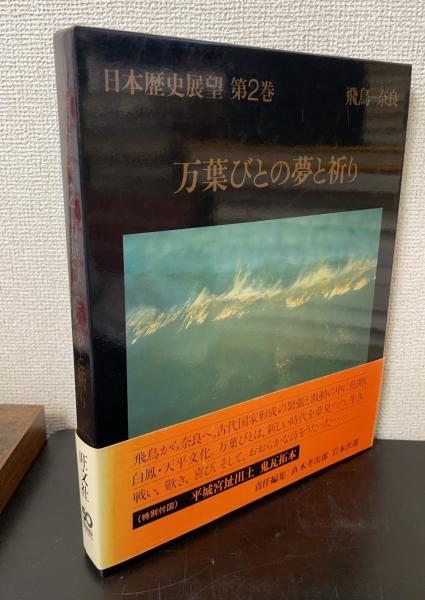 日本歴史展望 第2巻
飛鳥—奈良
万葉びとの夢と祈り
飛鳥から奈良へ。古代国家形成の緊張と激動の中に花開く
白鳳・天平文化。万葉びとは、新しい時代を夢見つつ、生き、
戦い、歎き、喜び、そして、おおらかな詩をうたった……
(特別付図) 平城宮址出土 鬼瓦拓本
責任編集/直木孝次郎 岩本次郎
と祈り
旺文社